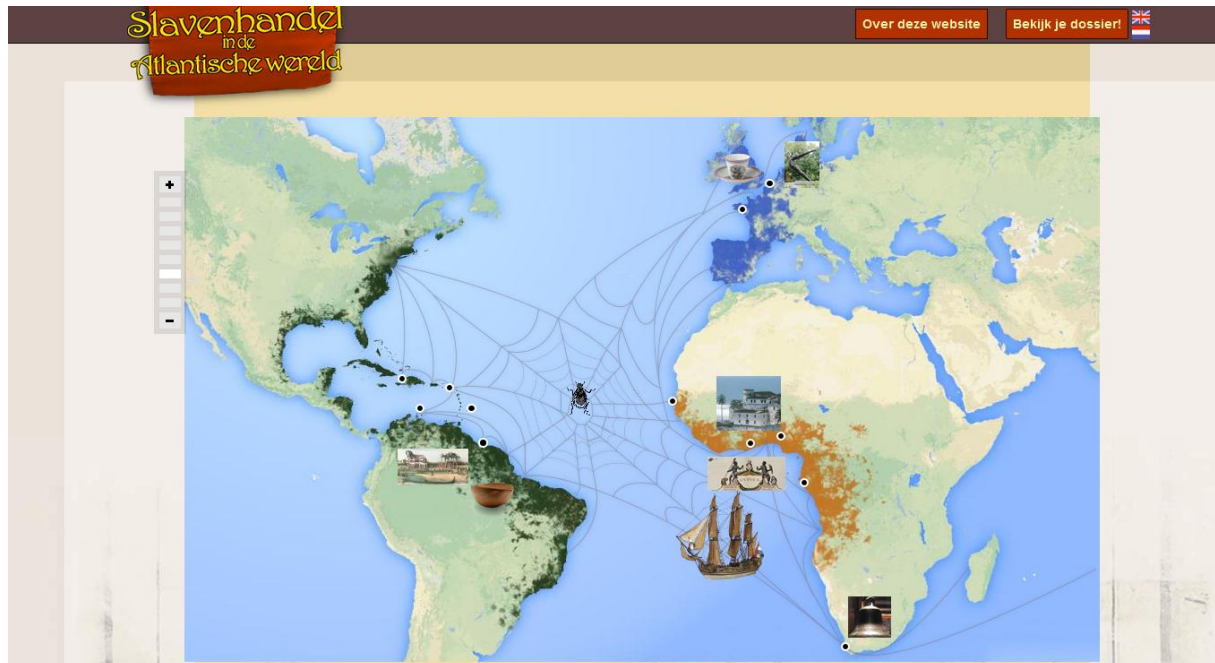 Slavenhandel
in de
Atlantische wereld
Over deze website
Bekijk je dossier!
+
−